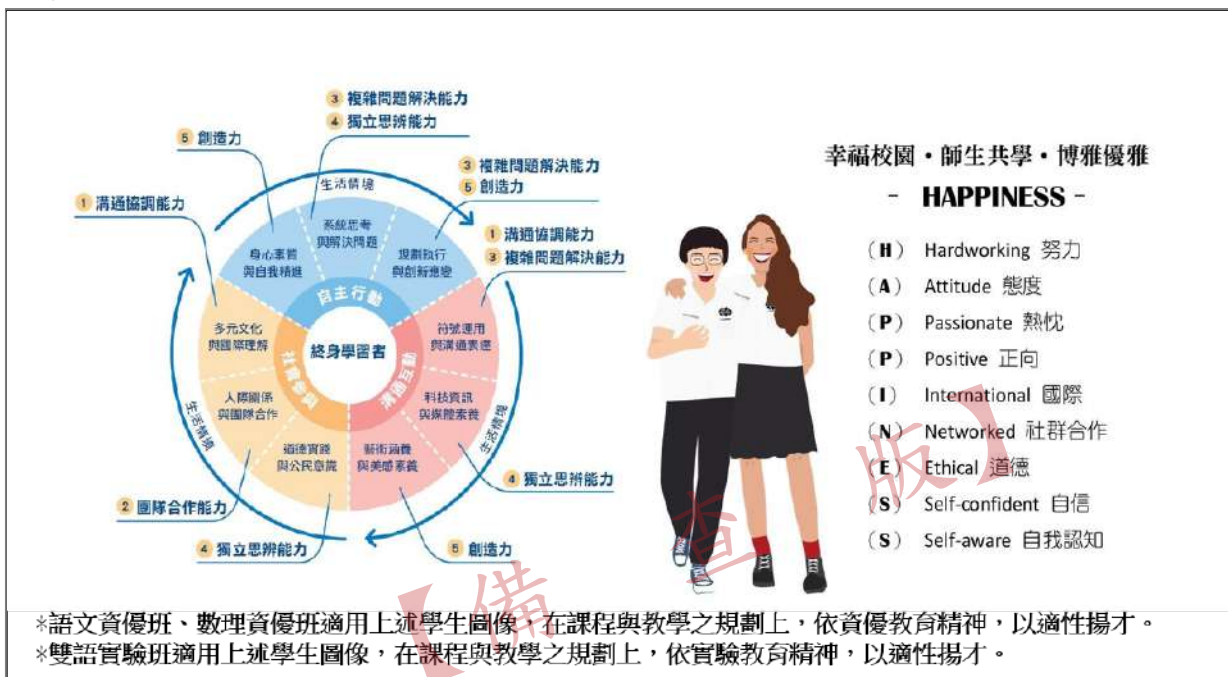 ③ 複雜問題解決能力
④ 獨立思辨能力
⑤ 創造力
③ 複雜問題解決能力
⑤ 創造力
① 溝通協調能力
① 溝通協調能力
③ 複雜問題解決能力
生活情境
身心素質
與自我精進
系統思考
與解決問題
規劃執行
與創新應變
自主行動
多元文化
與國際理解
終身學習者
符號運用
與溝通表達
社會參與
溝通互動
人際關係
與團隊合作
科技資訊
與媒體素養
道德實踐
與公民意識
藝術涵養
與美感素養
生活情境
生活情境
② 團隊合作能力
④ 獨立思辨能力
⑤ 創造力
④ 獨立思辨能力
幸福校園・師生共學・博雅優雅
- HAPPINESS -
(H) Hardworking 努力
(A) Attitude 態度
(P) Passionate 熱忱
(P) Positive 正向
(I) International 國際
(N) Networked 社群合作
(E) Ethical 道德
(S) Self-confident 自信
(S) Self-aware 自我認知
【備查版】
*語文資優班、數理資優班適用上述學生圖像，在課程與教學之規劃上，依資優教育精神，以適性揚才。
*雙語實驗班適用上述學生圖像，在課程與教學之規劃上，依實驗教育精神，以適性揚才。